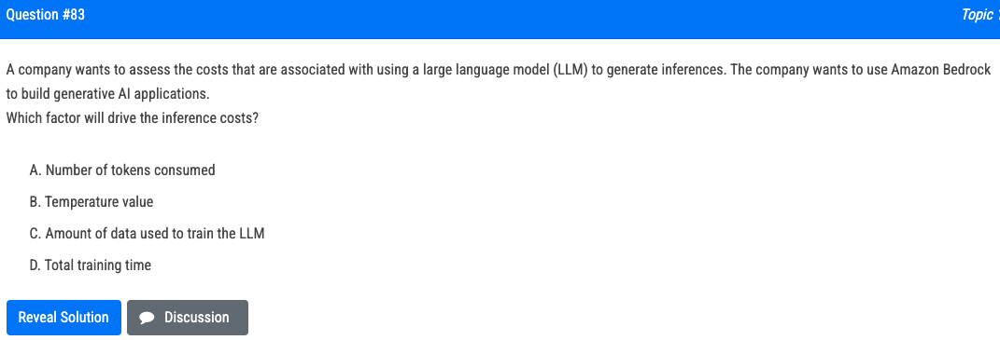 Question #83
Topic
A company wants to assess the costs that are associated with using a large language model (LLM) to generate inferences. The company wants to use Amazon Bedrock
to build generative AI applications.
Which factor will drive the inference costs?
A. Number of tokens consumed
B. Temperature value
C. Amount of data used to train the LLM
D. Total training time
Reveal Solution
Discussion